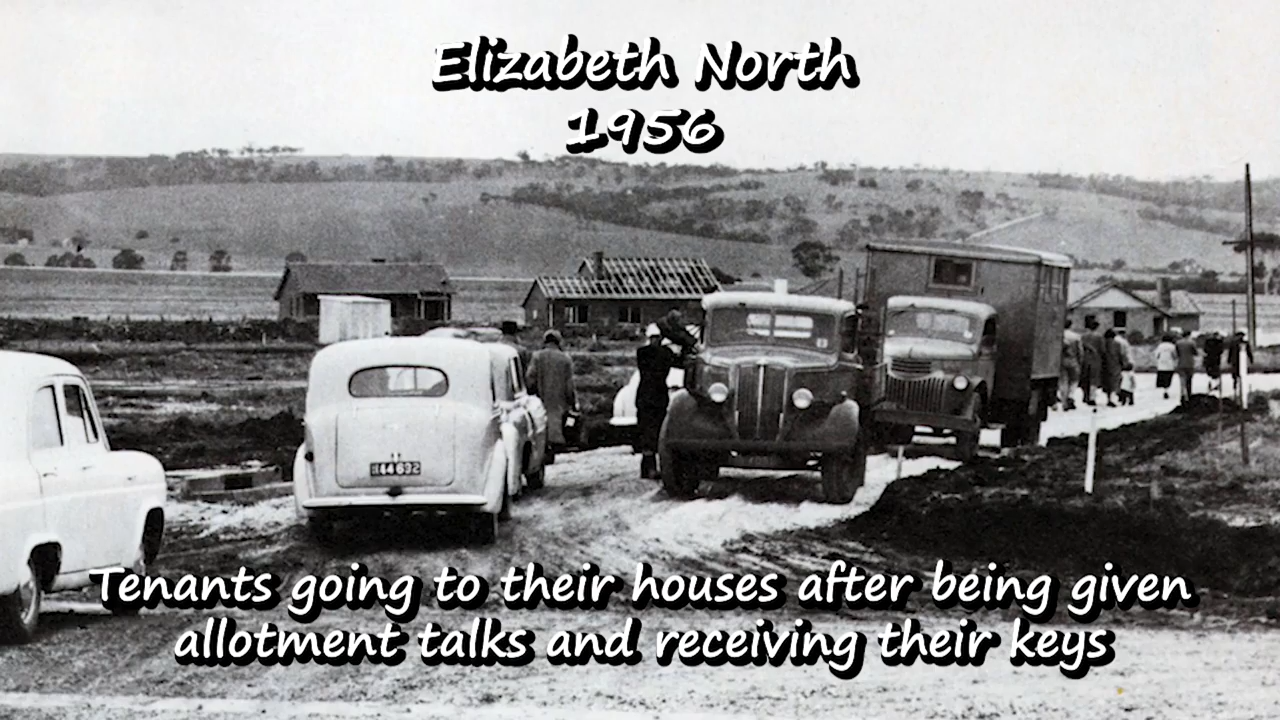 Elizabeth North
1956
Tenants going to their houses after being given
allotment talks and receiving their keys